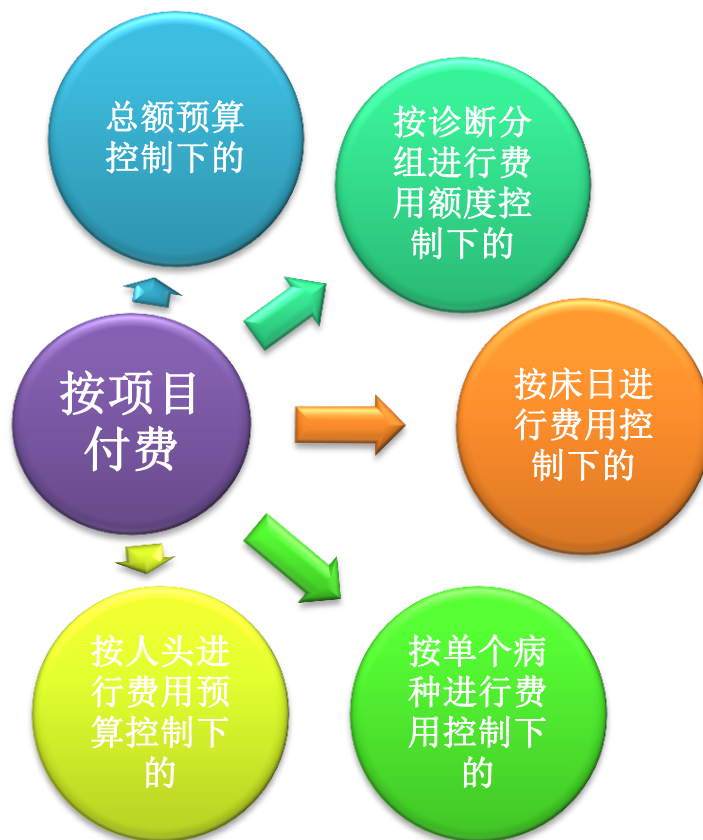 总额预算
控制下的
按诊断分
组进行费
用额度控
制下的
按项目
付费
按床日进
行费用控
制下的
按人头进
行费用预
算控制下
的
按单个病
种进行费
用控制下
的